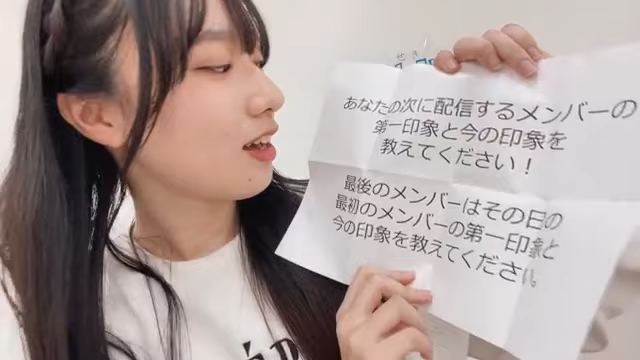 あなたの次に配信するメンバーの
第一印象と今の印象を
教えてください！
最後のメンバーはその日の
最初のメンバーの第一印象と
今の印象を教えてください